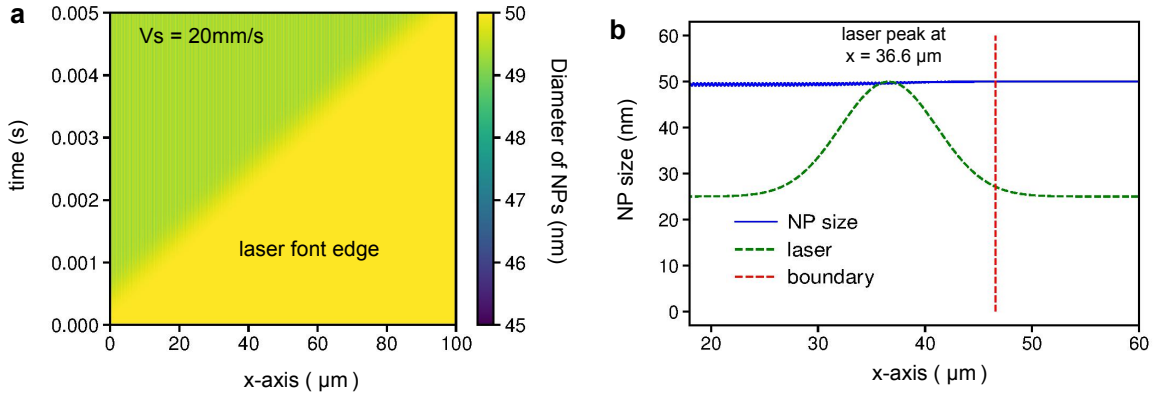 a
Vs = 20mm/s
laser font edge
0.005
0.004
0.003
0.002
0.001
0.000
time (s)
0 20 40 60 80 100
x-axis ( μm )
50
49
48
47
46
45
Diameter of NPs (nm)
b
laser peak at
x = 36.6 μm
60
50
40
30
20
10
0
NP size (nm)
NP size
laser
boundary
20 30 40 50 60
x-axis ( μm )